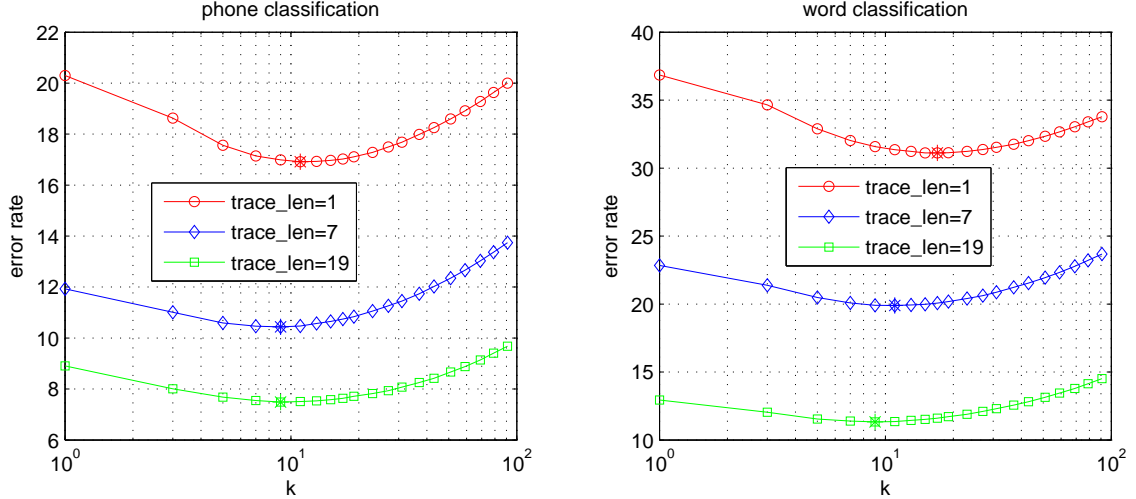 phone classification
22
20
18
16
14
12
10
8
6
error rate
trace_len=1
trace_len=7
trace_len=19
10^0
10^1
10^2
k
word classification
40
35
30
25
20
15
10
error rate
trace_len=1
trace_len=7
trace_len=19
10^0
10^1
10^2
k